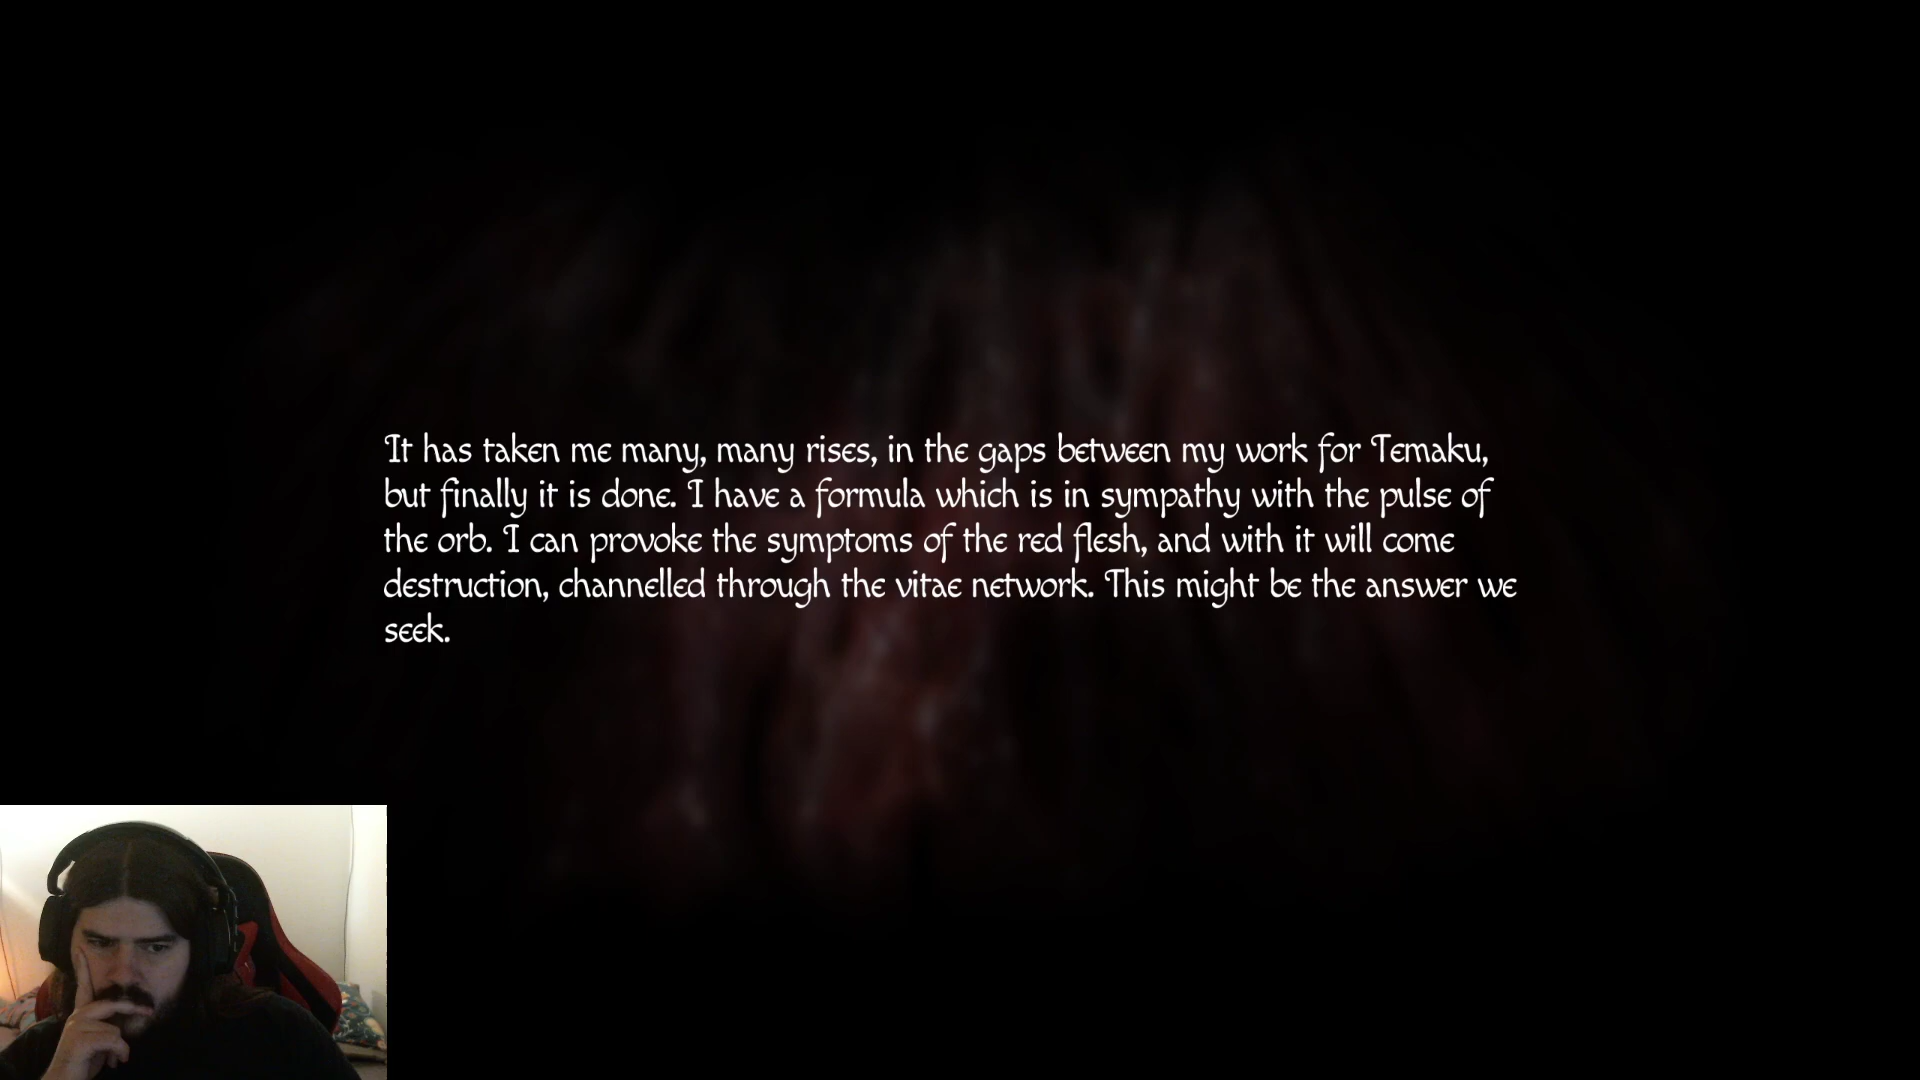 It has taken me many, many rises, in the gaps between my work for Temaku,
but finally it is done. I have a formula which is in sympathy with the pulse of
the orb. I can provoke the symptoms of the red flesh, and with it will come
destruction, channelled through the vitae network. This might be the answer we
seek.